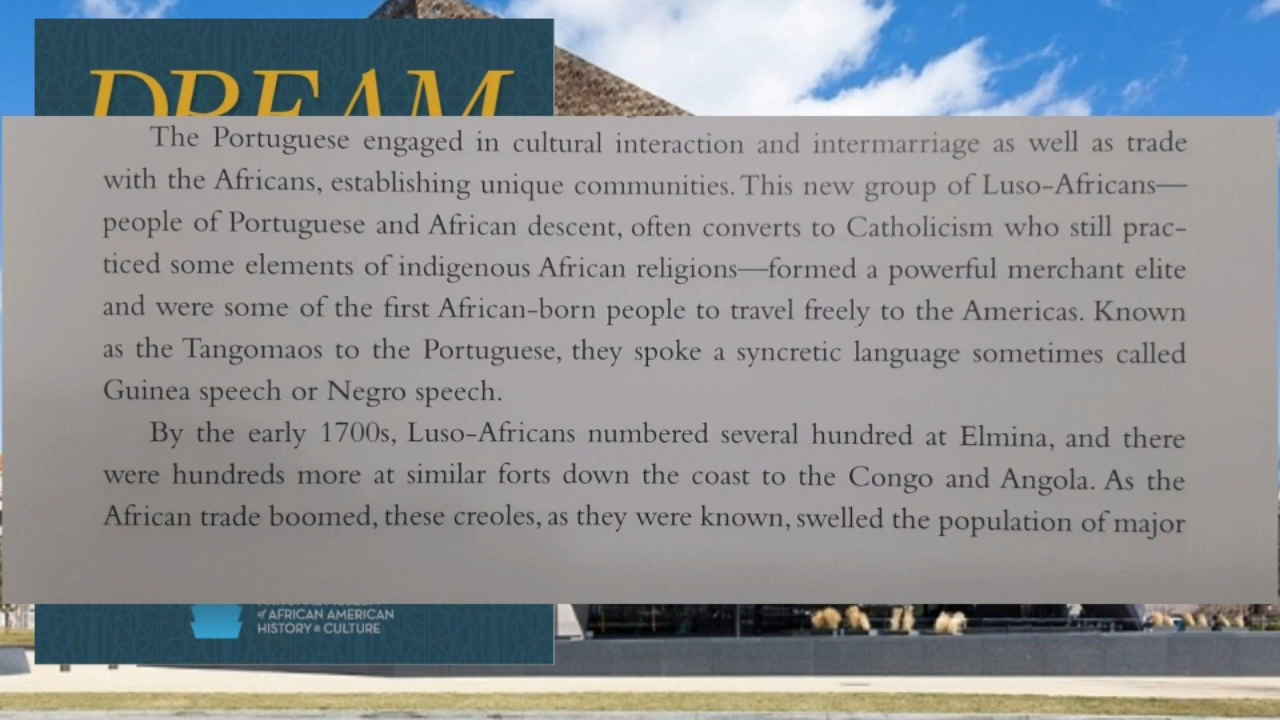 DREAM
The Portuguese engaged in cultural interaction and intermarriage as well as trade
with the Africans, establishing unique communities. This new group of Luso-Africans—
people of Portuguese and African descent, often converts to Catholicism who still prac-
ticed some elements of indigenous African religions—formed a powerful merchant elite
and were some of the first African-born people to travel freely to the Americas. Known
as the Tangomaos to the Portuguese, they spoke a syncretic language sometimes called
Guinea speech or Negro speech.
By the early 1700s, Luso-Africans numbered several hundred at Elmina, and there
were hundreds more at similar forts down the coast to the Congo and Angola. As the
African trade boomed, these creoles, as they were known, swelled the population of major
of AFRICAN AMERICAN
HISTORY & CULTURE